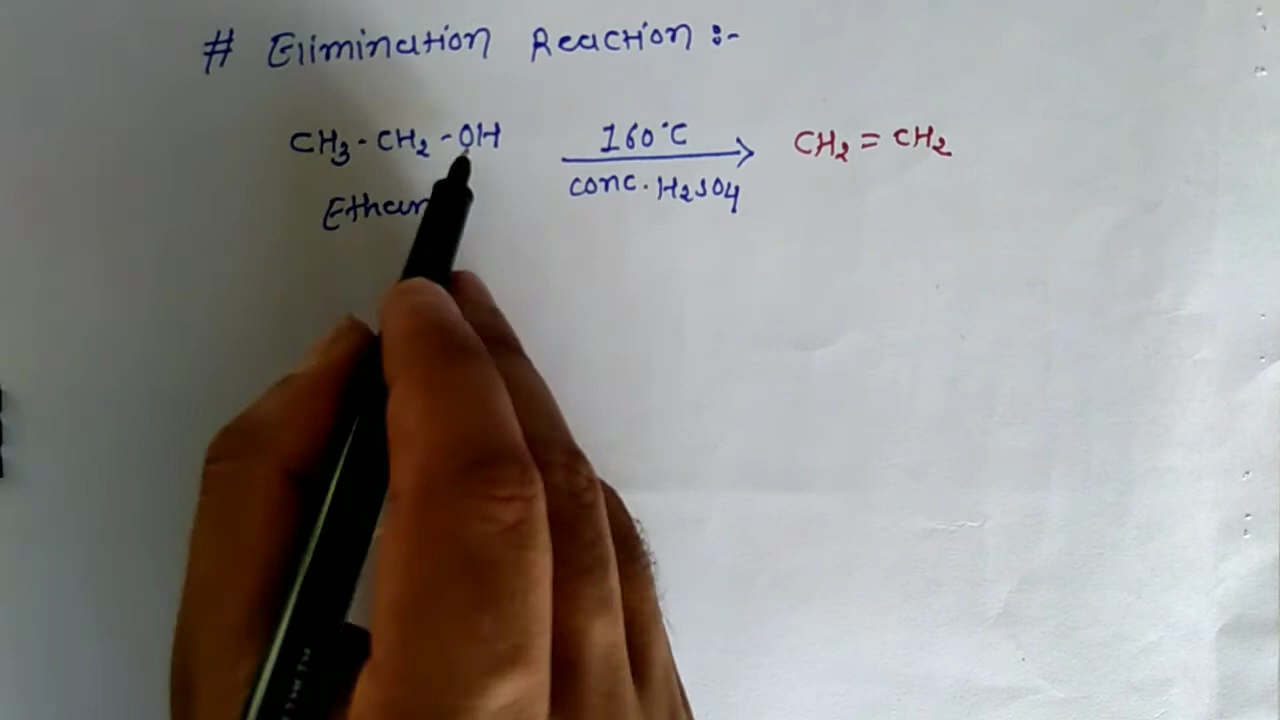 # Elimination Reaction :-
CH₃-CH₂-OH 160°C CH₂=CH₂
conc. H₂SO₄